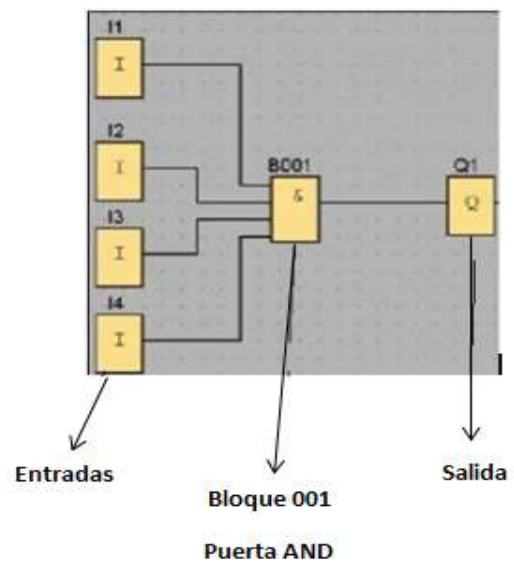 I1
I
I2
I
B001
&
Q1
Q
I3
I
I4
I
Entradas
Salida
Bloque 001
Puerta AND